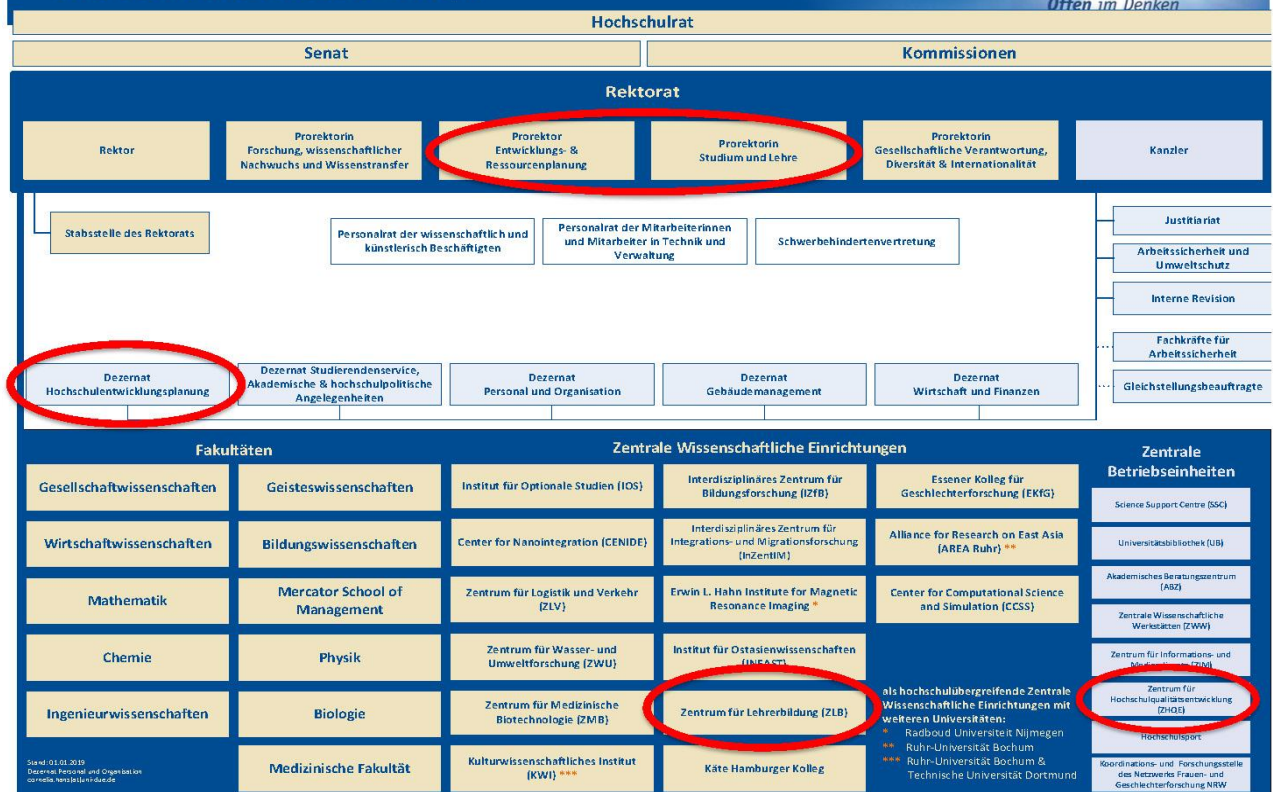 Offen im Denken
Hochschulrat
Senat
Kommissionen
Rektorat
Rektor
Prorektorin
Forschung, wissenschaftlicher
Nachwuchs und Wissenstransfer
Prorektor
Entwicklungs- &
Ressourcenplanung
Prorektorin
Studium und Lehre
Prorektorin
Gesellschaftliche Verantwortung,
Diversität & Internationalität
Kanzler
Stabsstelle des Rektorats
Personalrat der wissenschaftlich und
künstlerisch Beschäftigten
Personalrat der Mitarbeiterinnen
und Mitarbeiter in Technik und
Verwaltung
Schwerbehindertenvertretung
Justitiariat
Arbeitssicherheit und
Umweltschutz
Interne Revision
Fachkräfte für
Arbeitssicherheit
Gleichstellungsbeauftragte
Dezernat
Hochschulentwicklungsplanung
Dezernat Studierendenservice,
Akademische & hochschulpolitische
Angelegenheiten
Dezernat
Personal und Organisation
Dezernat
Gebäudemanagement
Dezernat
Wirtschaft und Finanzen
Fakultäten
Gesellschaftwissenschaften
Geisteswissenschaften
Wirtschaftwissenschaften
Bildungswissenschaften
Mathematik
Mercator School of
Management
Chemie
Physik
Ingenieurwissenschaften
Biologie
Medizinische Fakultät
Stand: 01.01.2019
Dezernat Personal und Organisation
cornelia.hans(at)uni-due.de
Zentrale Wissenschaftliche Einrichtungen
Institut für Optionale Studien (IOS)
Interdisziplinäres Zentrum für
Bildungsforschung (IZfB)
Essener Kolleg für
Geschlechterforschung (EKfG)
Center for Nanointegration (CENIDE)
Interdisziplinäres Zentrum für
Integrations- und Migrationsforschung
(InZentIM)
Alliance for Research on East Asia
(AREA Ruhr) **
Zentrum für Logistik und Verkehr
(ZLV)
Erwin L. Hahn Institute for Magnetic
Resonance Imaging *
Center for Computational Science
and Simulation (CCSS)
Zentrum für Wasser- und
Umweltforschung (ZWU)
Institut für Ostasienwissenschaften
(INEAST)
Zentrum für Medizinische
Biotechnologie (ZMB)
Zentrum für Lehrerbildung (ZLB)
Kulturwissenschaftliches Institut
(KWI) ***
Käte Hamburger Kolleg
als hochschulübergreifende Zentrale
Wissenschaftliche Einrichtungen mit
weiteren Universitäten:
* Radboud Universiteit Nijmegen
** Ruhr-Universität Bochum
*** Ruhr-Universität Bochum &
Technische Universität Dortmund
Zentrale
Betriebseinheiten
Science Support Centre (SSC)
Universitätsbibliothek (UB)
Akademisches Beratungszentrum
(ABZ)
Zentrale Wissenschaftliche
Werkstätten (ZWW)
Zentrum für Informations- und
Mediendienste (ZIM)
Zentrum für
Hochschulqualitätsentwicklung
(ZHQE)
Hochschulsport
Koordinations- und Forschungsstelle
des Netzwerks Frauen- und
Geschlechterforschung NRW